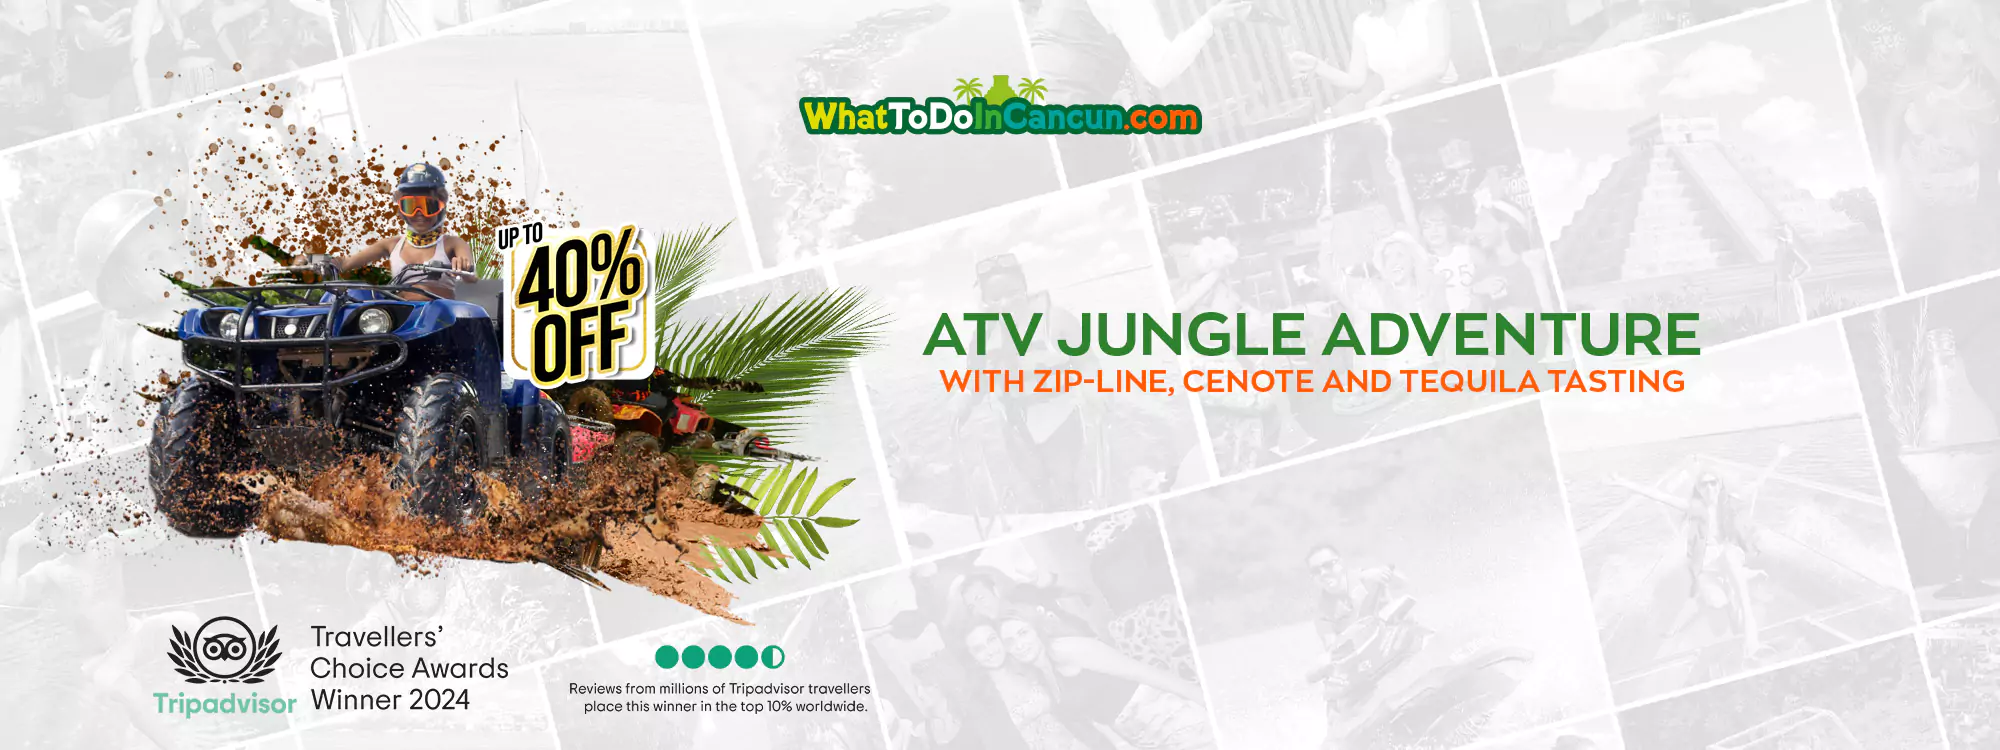 WhatToDoInCancun.com
UP TO
40%
OFF
ATV JUNGLE ADVENTURE
WITH ZIP-LINE, CENOTE AND TEQUILA TASTING
Tripadvisor
Travellers’
Choice Awards
Winner 2024
Reviews from millions of Tripadvisor travellers
place this winner in the top 10% worldwide.